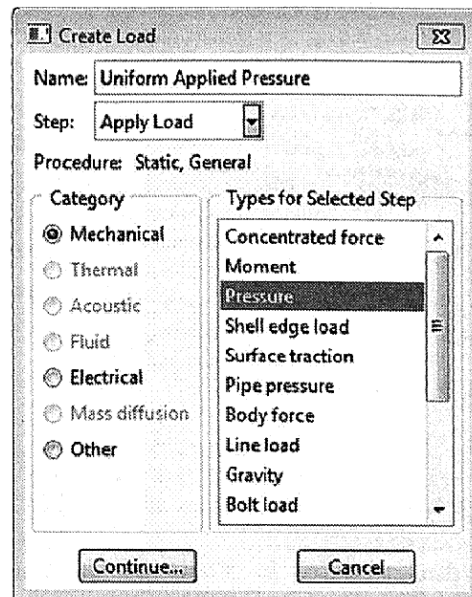 Create Load
Name: Uniform Applied Pressure
Step: Apply Load
Procedure: Static, General
Category
Mechanical
Thermal
Acoustic
Fluid
Electrical
Mass diffusion
Other
Types for Selected Step
Concentrated force
Moment
Pressure
Shell edge load
Surface traction
Pipe pressure
Body force
Line load
Gravity
Bolt load
Continue...
Cancel